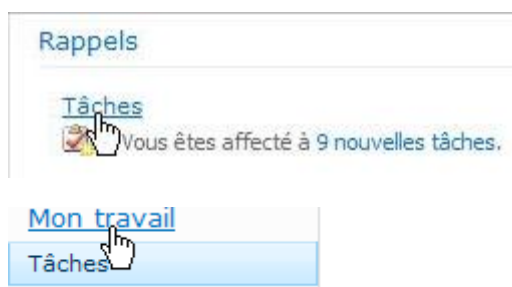 Rappels
Tâches
Vous êtes affecté à 9 nouvelles tâches.
Mon travail
Tâches